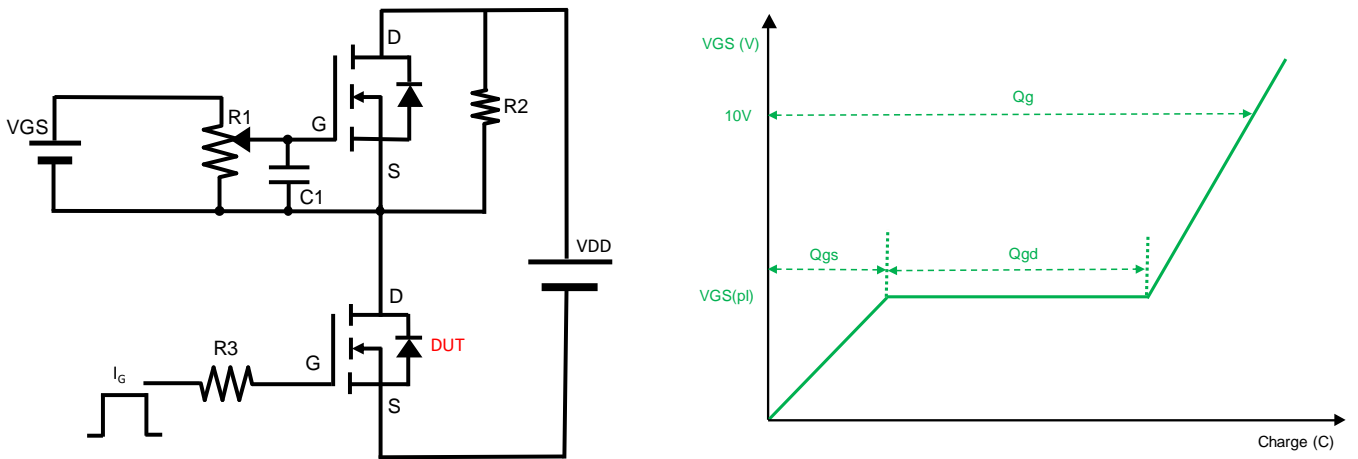 D
R1
VGS
G
R2
S
C1
VDD
D
DUT
R3
G
I_G
S
VGS (V)
Qg
10V
Qgs
Qgd
VGS(pl)
Charge (C)